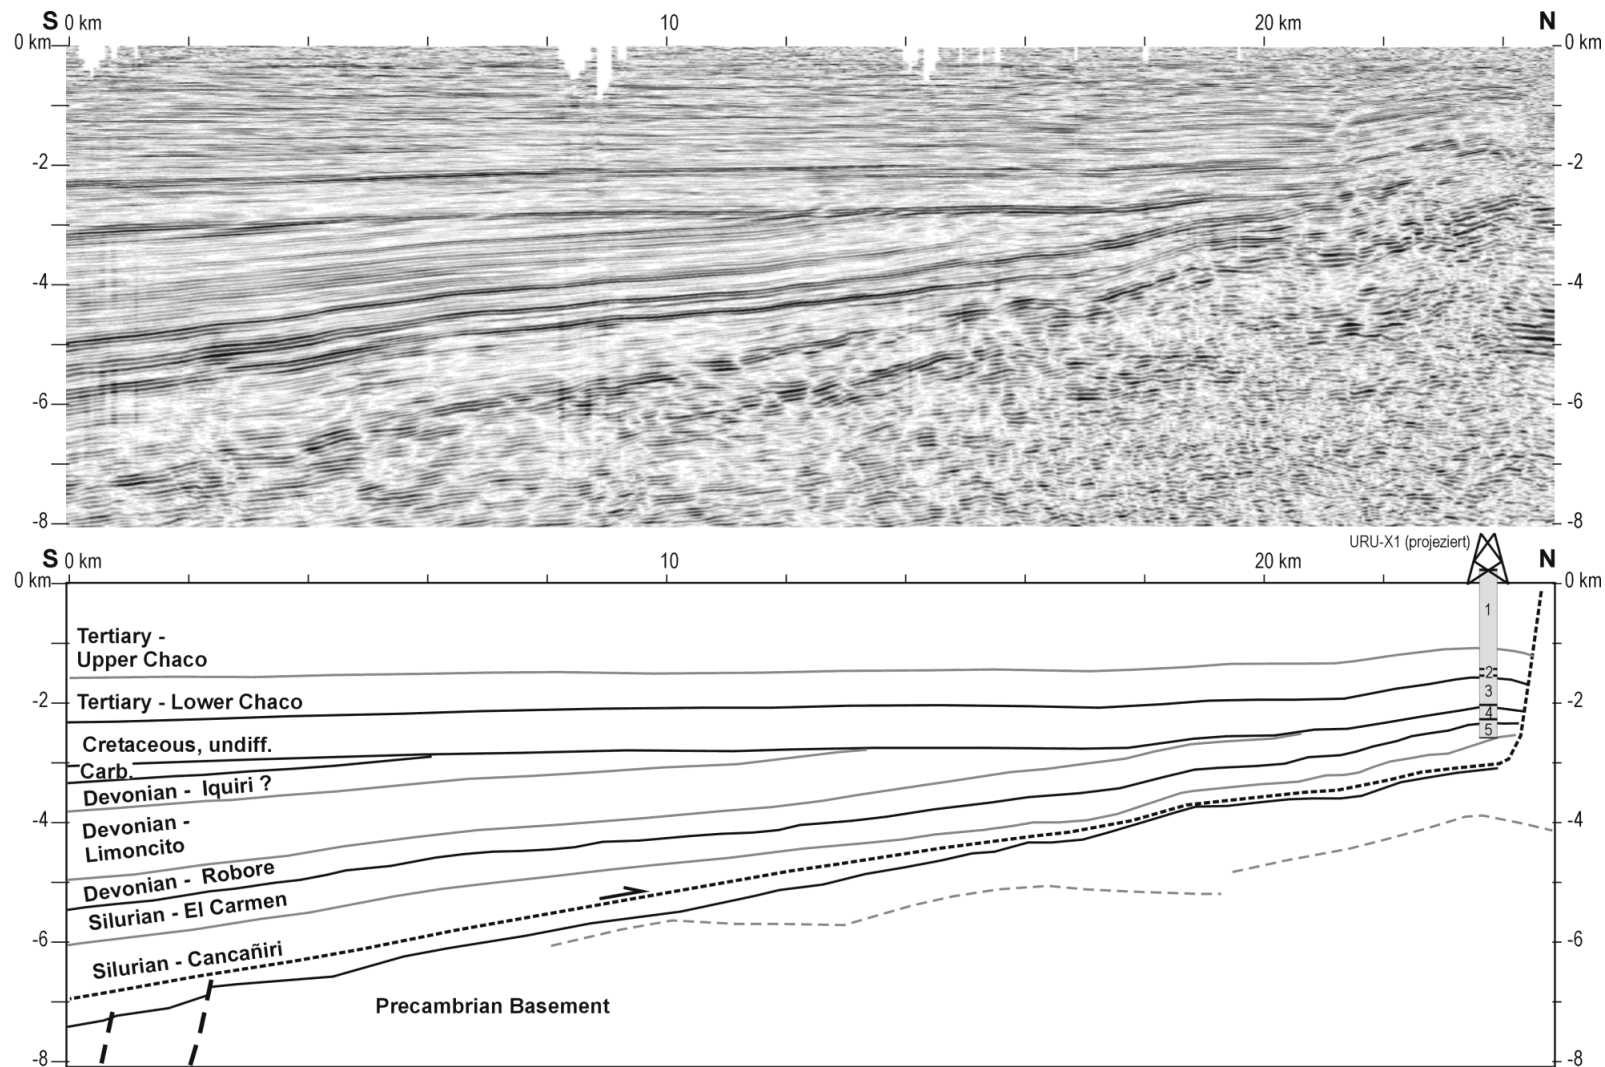 S 0 km 10 20 km N
0 km 0 km
-2 -2
-4 -4
-6 -6
-8 -8
URU-X1 (projeziert)
S 0 km 10 20 km N
0 km 0 km
1
Tertiary -
Upper Chaco
2
3
-2 Tertiary - Lower Chaco -2
4
5
Cretaceous, undiff.
Carb.
Devonian - Iquiri ?
-4 -4
Devonian -
Limoncito
Devonian - Robore
Silurian - El Carmen
-6 -6
Silurian - Cancañiri
Precambrian Basement
-8 -8